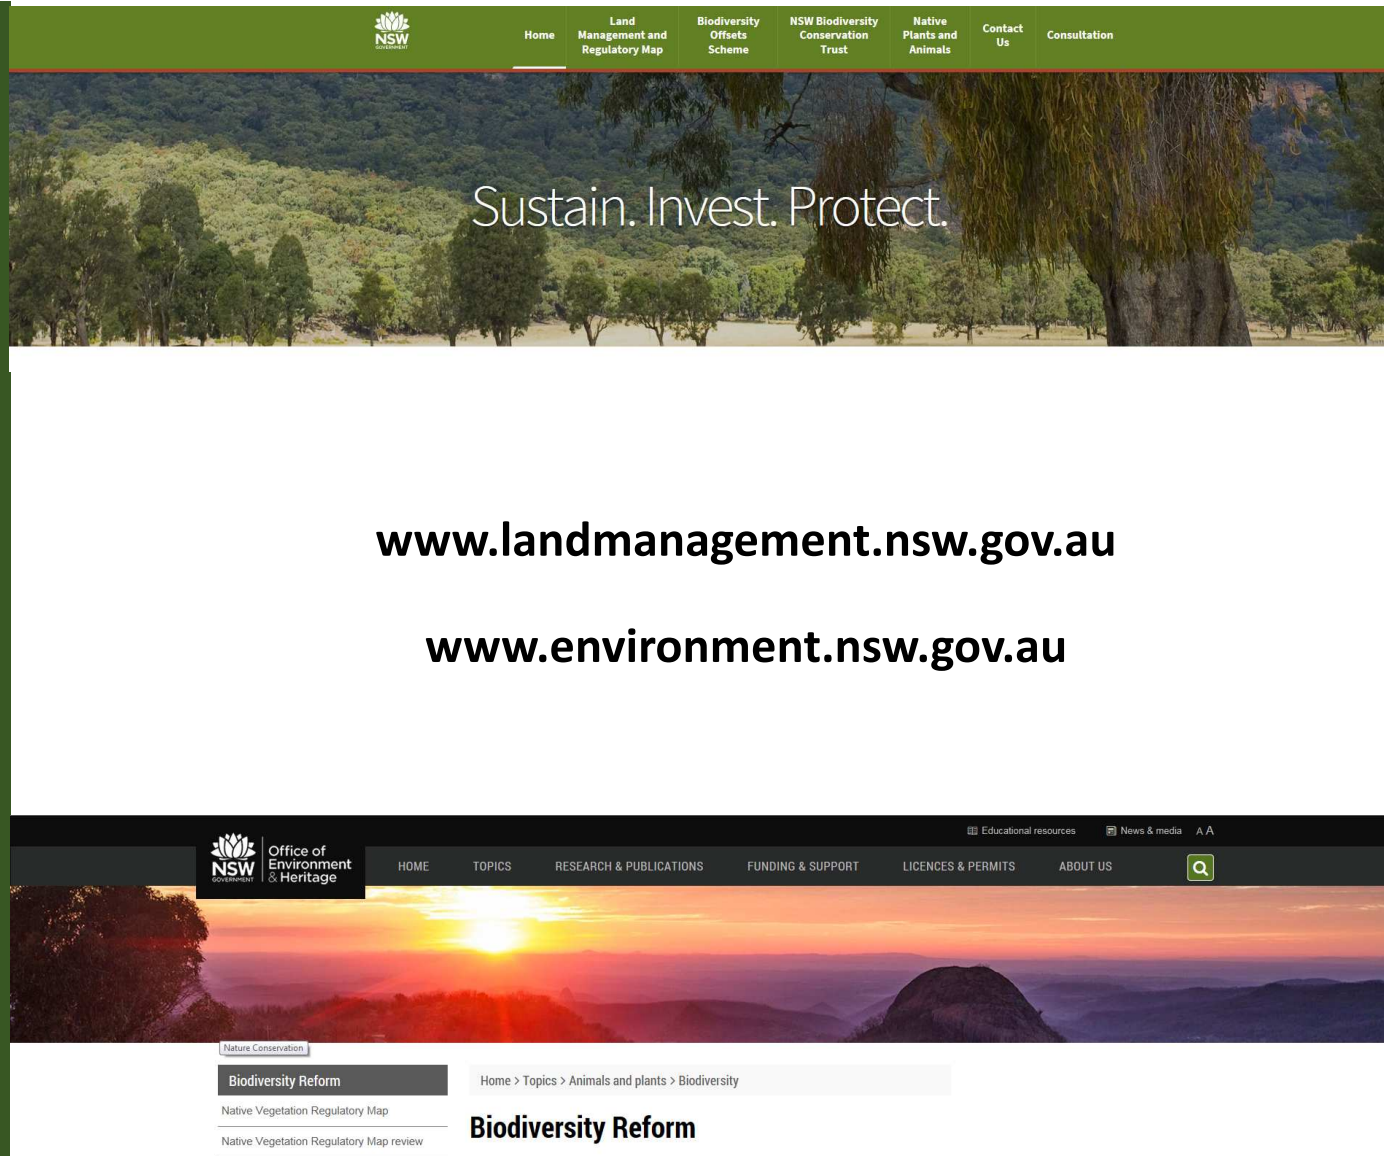 NSW
GOVERNMENT
Home
Land
Management and
Regulatory Map
Biodiversity
Offsets
Scheme
NSW Biodiversity
Conservation
Trust
Native
Plants and
Animals
Contact
Us
Consultation
Sustain. Invest. Protect.
www.landmanagement.nsw.gov.au
www.environment.nsw.gov.au
Educational resources News & media A A
NSW
GOVERNMENT
Office of
Environment
& Heritage
HOME TOPICS RESEARCH & PUBLICATIONS FUNDING & SUPPORT LICENCES & PERMITS ABOUT US
Nature Conservation
Biodiversity Reform
Native Vegetation Regulatory Map
Native Vegetation Regulatory Map review
Home > Topics > Animals and plants > Biodiversity
Biodiversity Reform